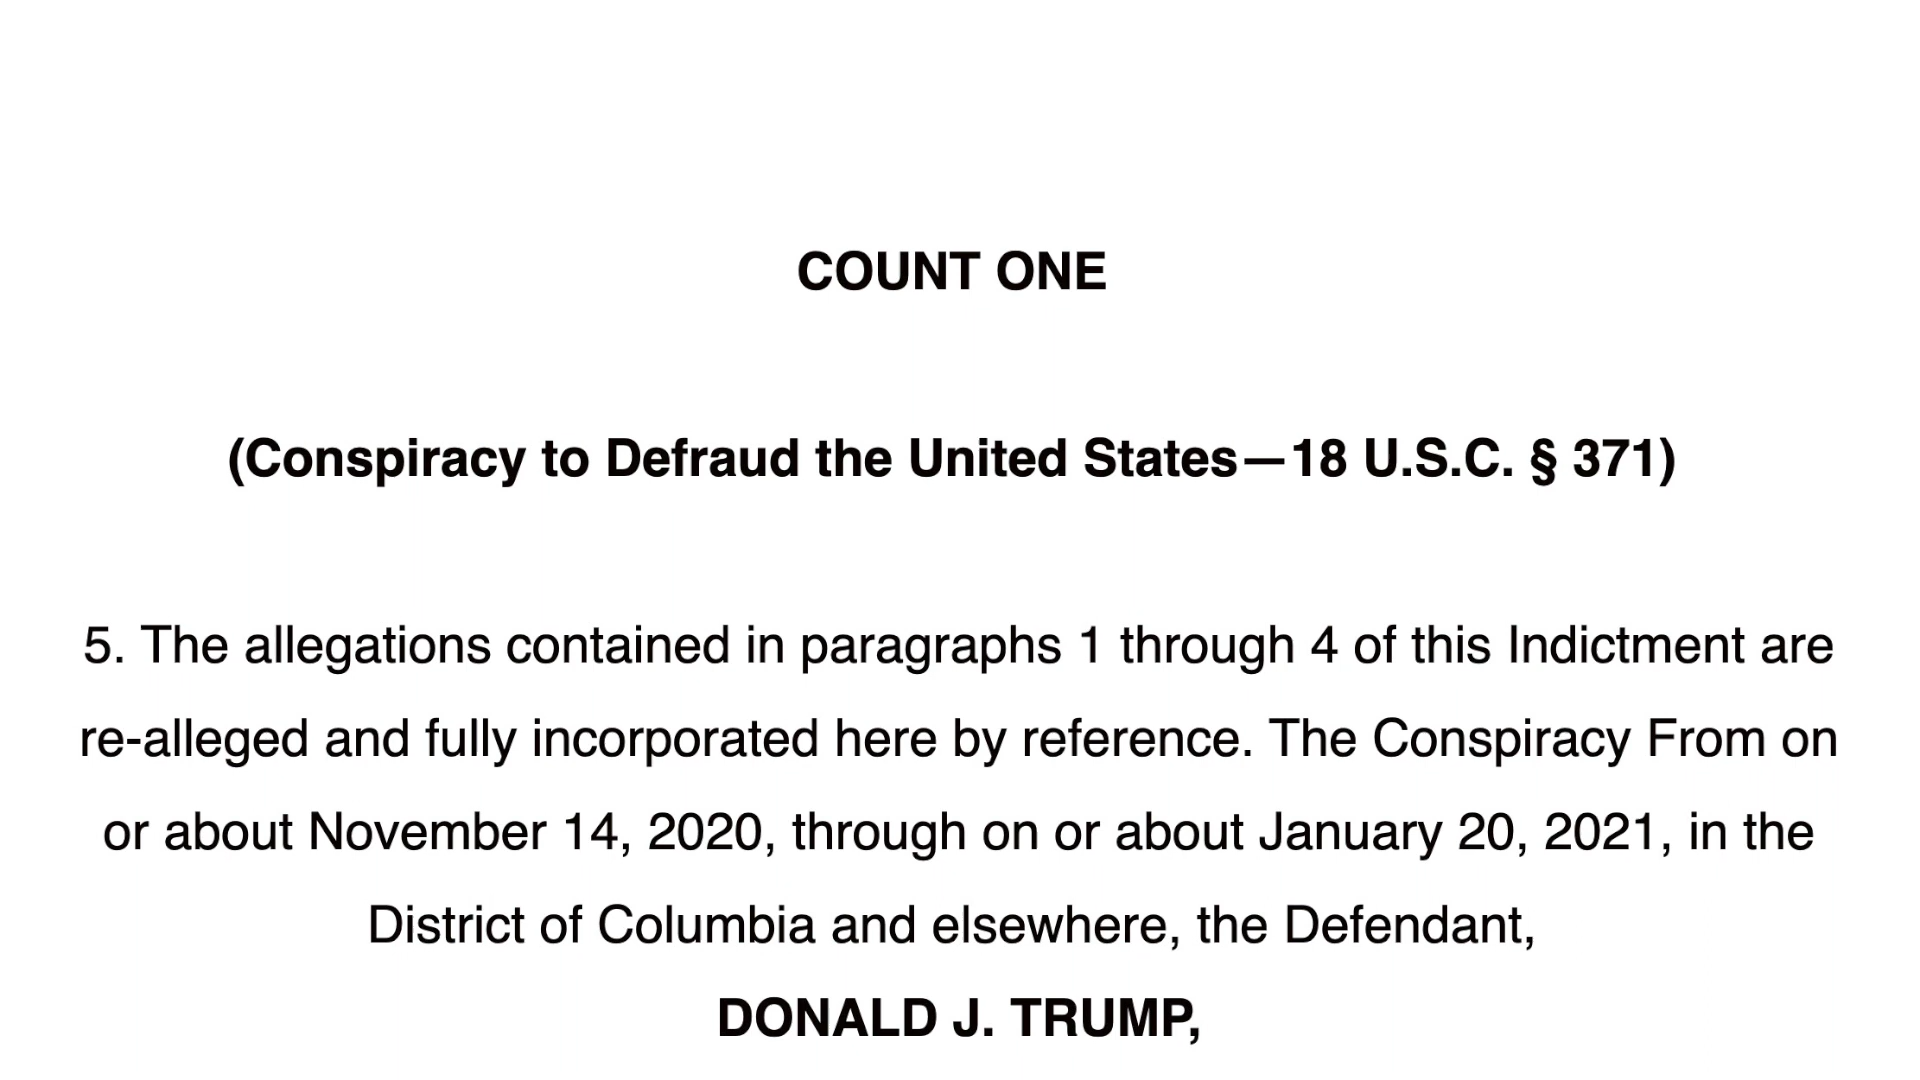 COUNT ONE
(Conspiracy to Defraud the United States—18 U.S.C. § 371)
5. The allegations contained in paragraphs 1 through 4 of this Indictment are
re-alleged and fully incorporated here by reference. The Conspiracy From on
or about November 14, 2020, through on or about January 20, 2021, in the
District of Columbia and elsewhere, the Defendant,
DONALD J. TRUMP,